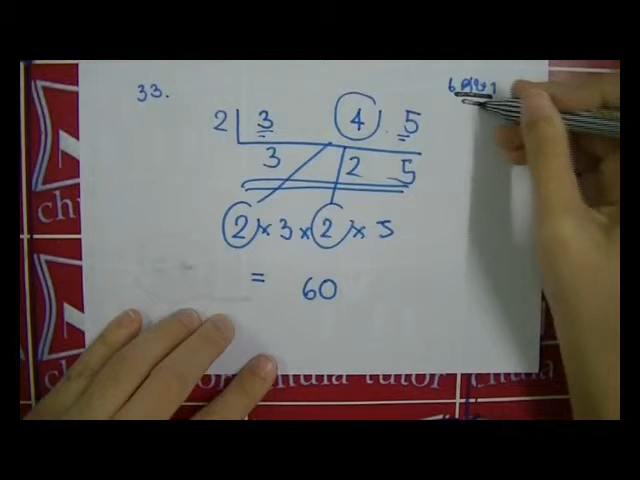 33.
2 3 4 5
3 2 5
2 × 3 × 2 × 5
= 60
chula tutor